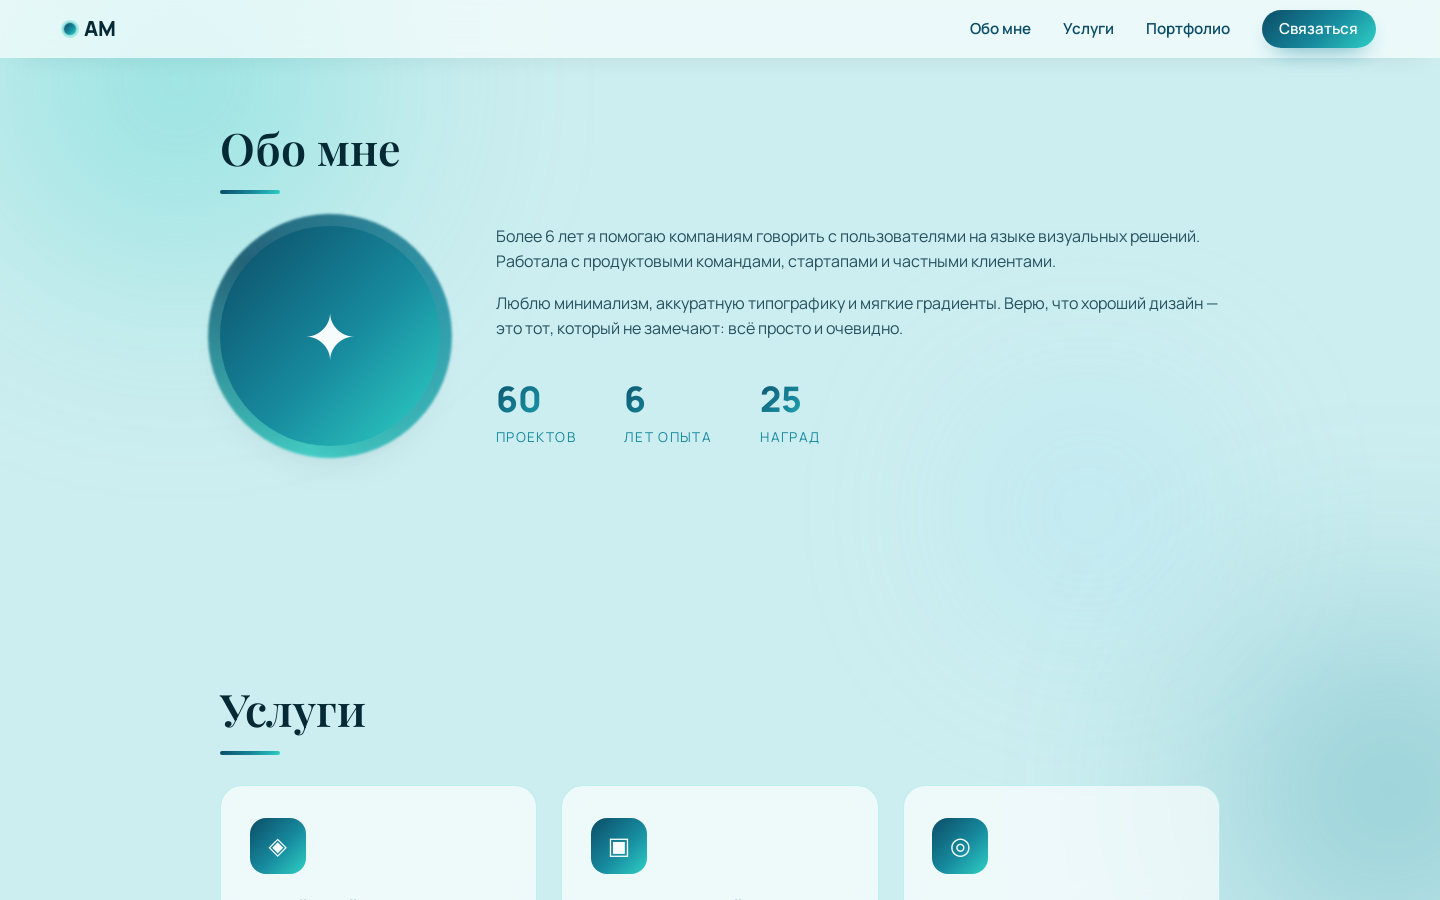 АМ
Обо мне
Услуги
Портфолио
Связаться
Обо мне
Более 6 лет я помогаю компаниям говорить с пользователями на языке визуальных решений.
Работала с продуктовыми командами, стартапами и частными клиентами.
Люблю минимализм, аккуратную типографику и мягкие градиенты. Верю, что хороший дизайн —
это тот, который не замечают: всё просто и очевидно.
60
6
25
ПРОЕКТОВ
ЛЕТ ОПЫТА
НАГРАД
Услуги